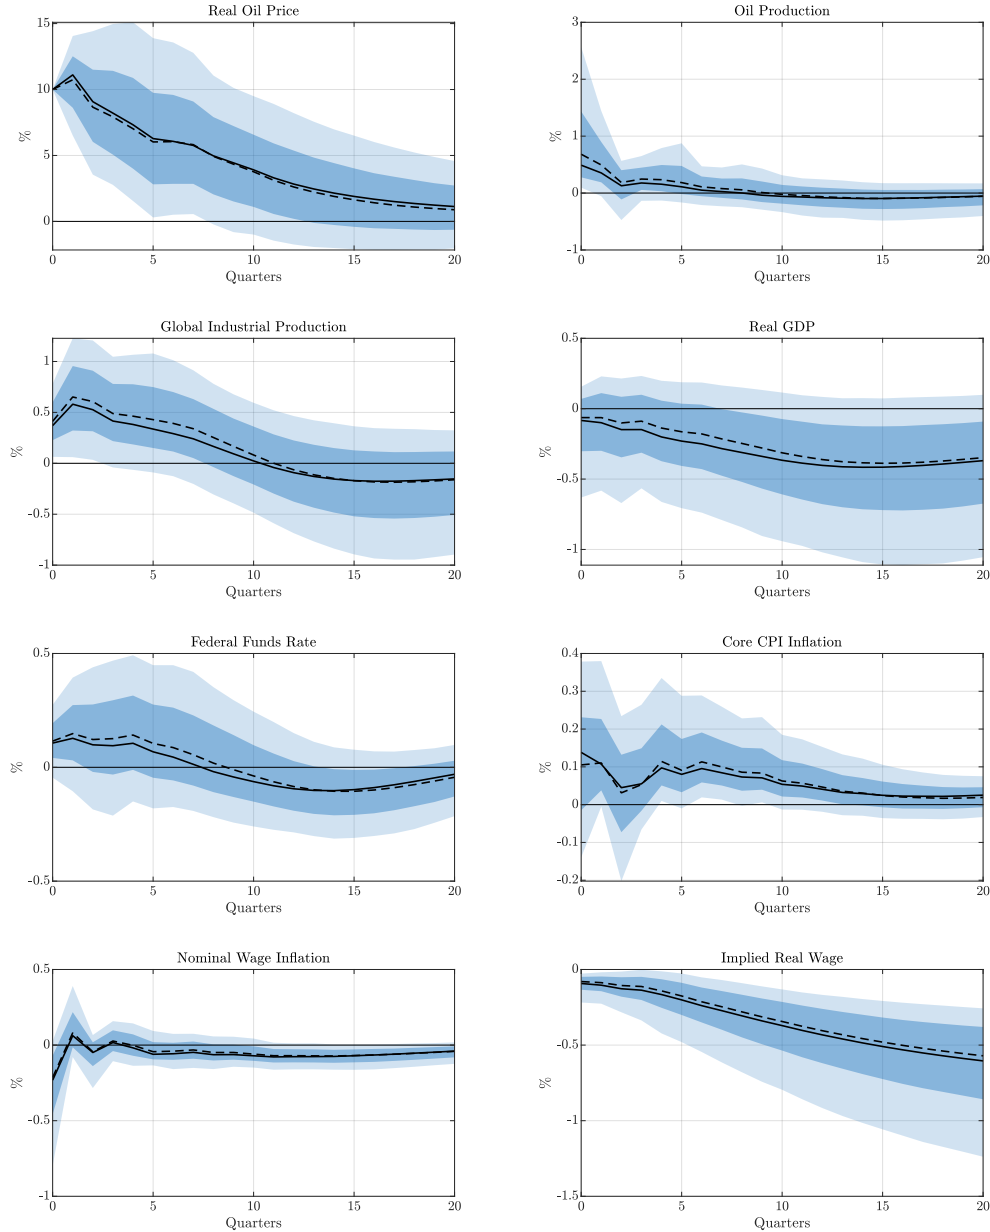 Real Oil Price
15
10
5
0
%
0 5 10 15 20
Quarters
Oil Production
3
2
1
0
-1
%
0 5 10 15 20
Quarters
Global Industrial Production
1
0.5
0
-0.5
-1
%
0 5 10 15 20
Quarters
Real GDP
0.5
0
-0.5
-1
%
0 5 10 15 20
Quarters
Federal Funds Rate
0.5
0
-0.5
%
0 5 10 15 20
Quarters
Core CPI Inflation
0.4
0.3
0.2
0.1
0
-0.1
-0.2
%
0 5 10 15 20
Quarters
Nominal Wage Inflation
0.5
0
-0.5
-1
%
0 5 10 15 20
Quarters
Implied Real Wage
0
-0.5
-1
-1.5
%
0 5 10 15 20
Quarters